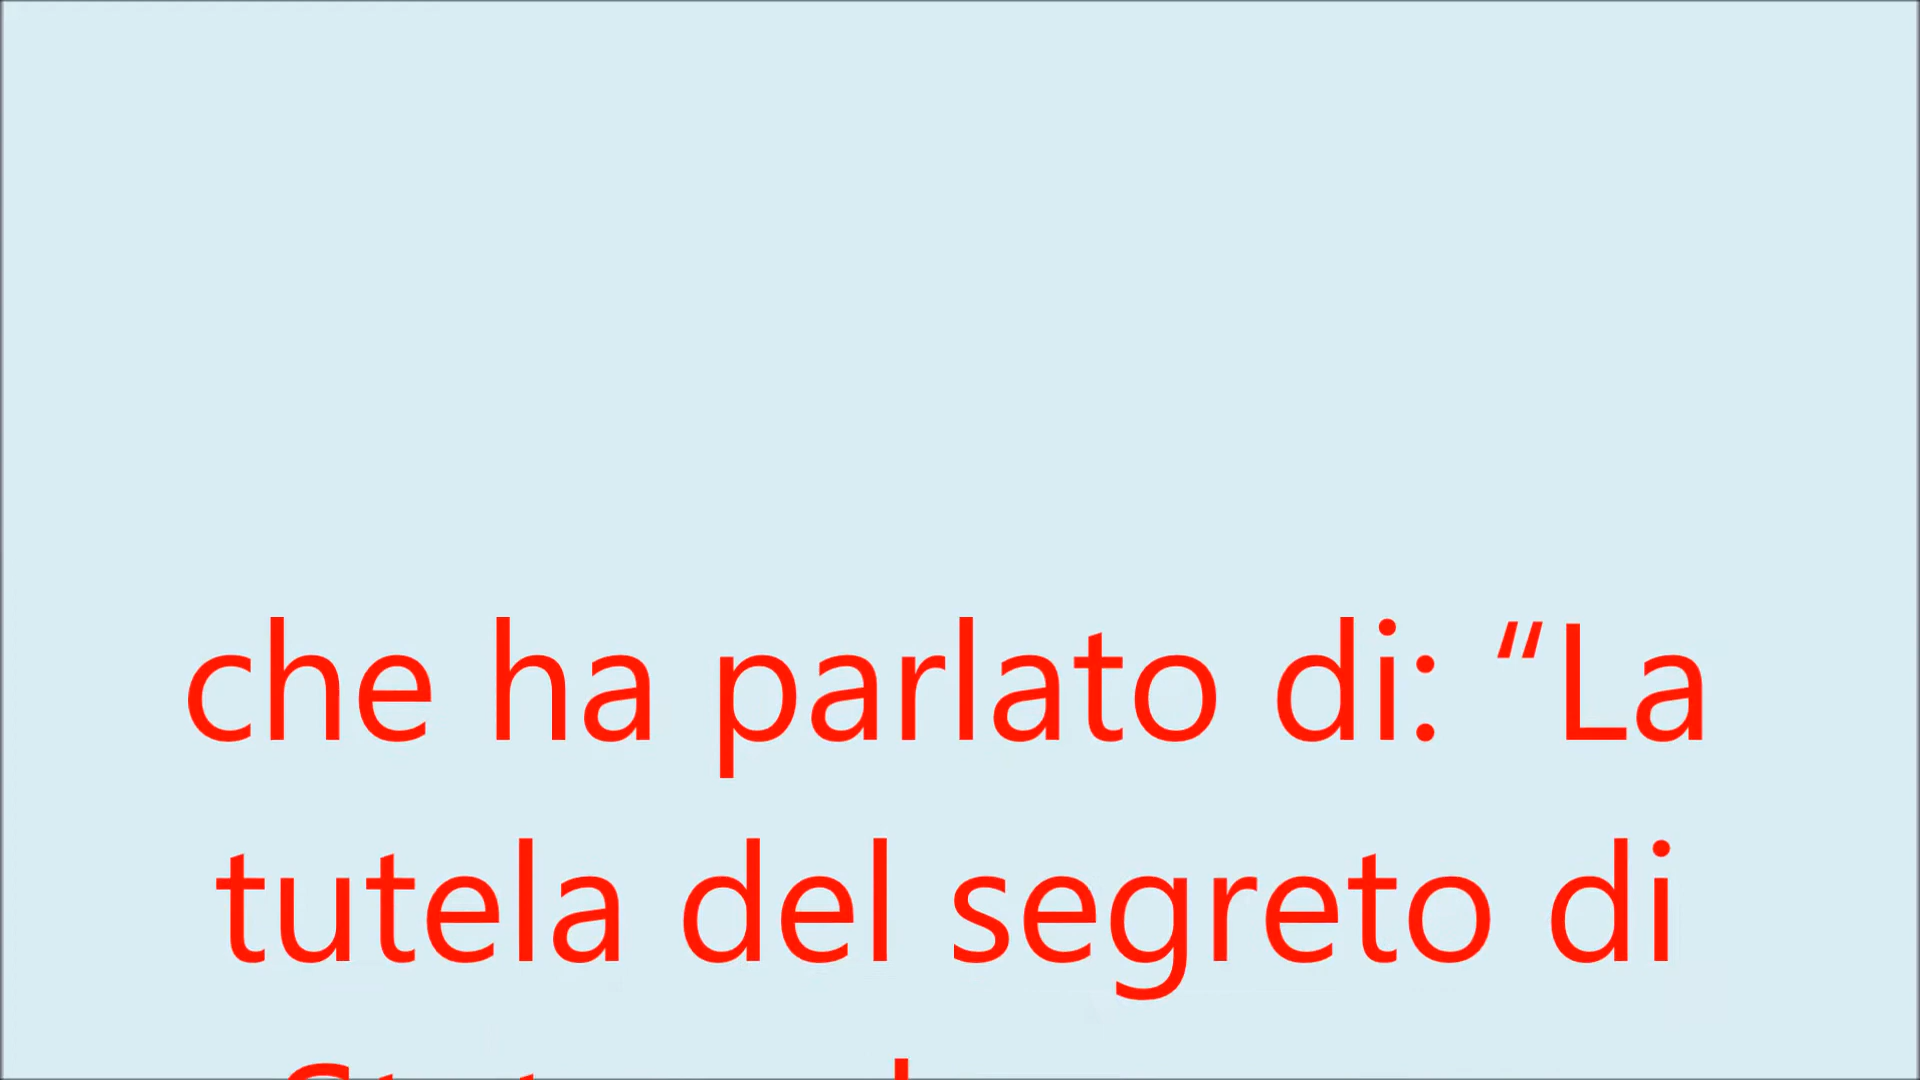 che ha parlato di: “La
tutela del segreto di